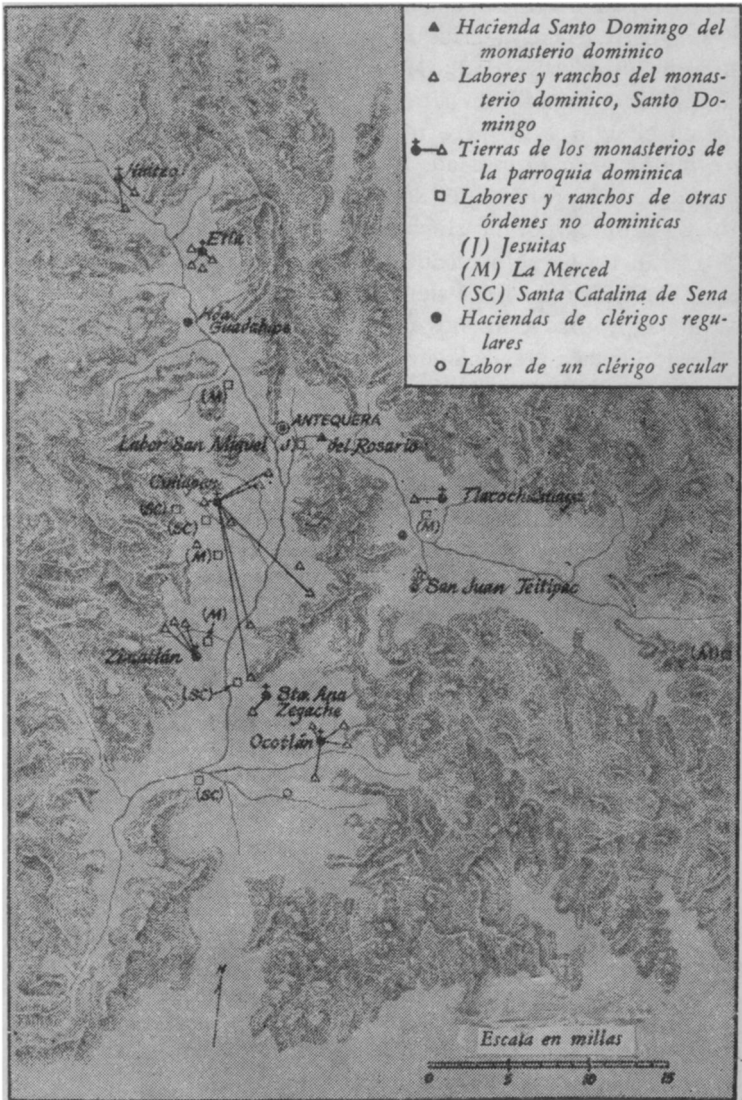 Hacienda Santo Domingo del
monasterio dominico
Labores y ranchos del monas-
terio dominico, Santo Do-
mingo
Tierras de los monasterios de
la parroquia dominica
Labores y ranchos de otras
órdenes no dominicas
(J) Jesuitas
(M) La Merced
(SC) Santa Catalina de Sena
Haciendas de clérigos regu-
lares
Labor de un clérigo secular
Huitzo
Etla
Hda.
Guadalupe
(M)
ANTEQUERA
Labor San Miguel
(J)
del Rosario
Cuilapan
(SC)
(SC)
Tlacochahuaya
(M)
(M)
San Juan Teitipac
(M)
Zimatlán
(M)
(SC)
Sta. Ana
Zegache
Ocotlán
(SC)
N
Escala en millas
0 5 10 15